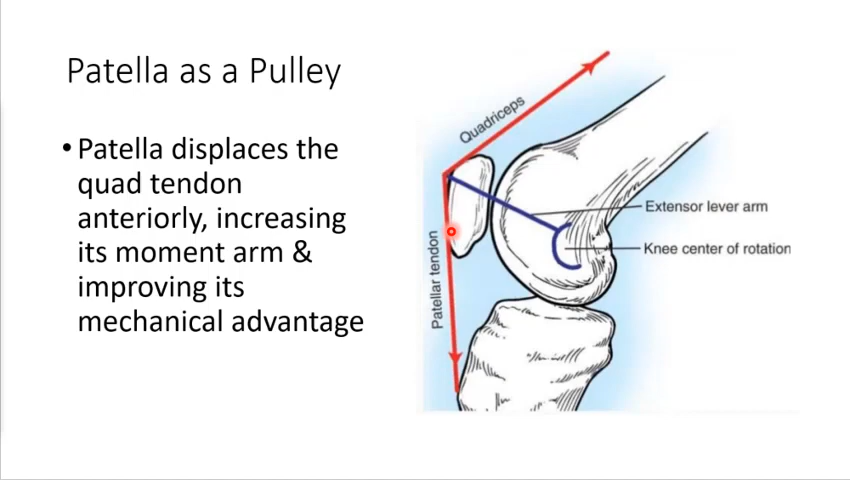 Patella as a Pulley
• Patella displaces the
quad tendon
anteriorly, increasing
its moment arm &
improving its
mechanical advantage
Quadriceps
Extensor lever arm
Knee center of rotation
Patellar tendon